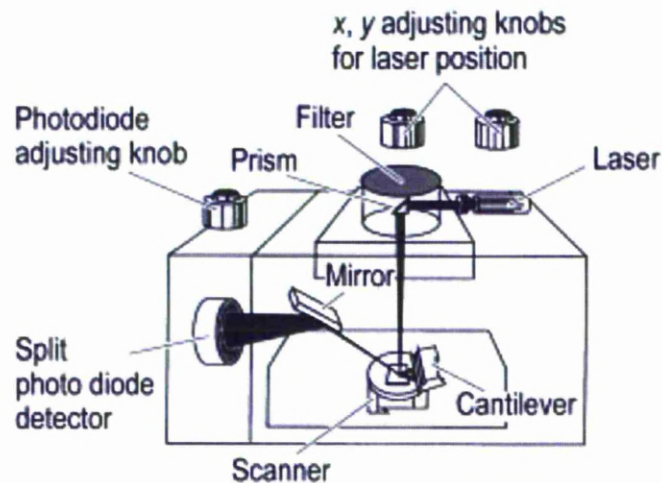 x, y adjusting knobs
for laser position
Photodiode
adjusting knob
Filter
Prism
Laser
Mirror
Split
photo diode
detector
Cantilever
Scanner